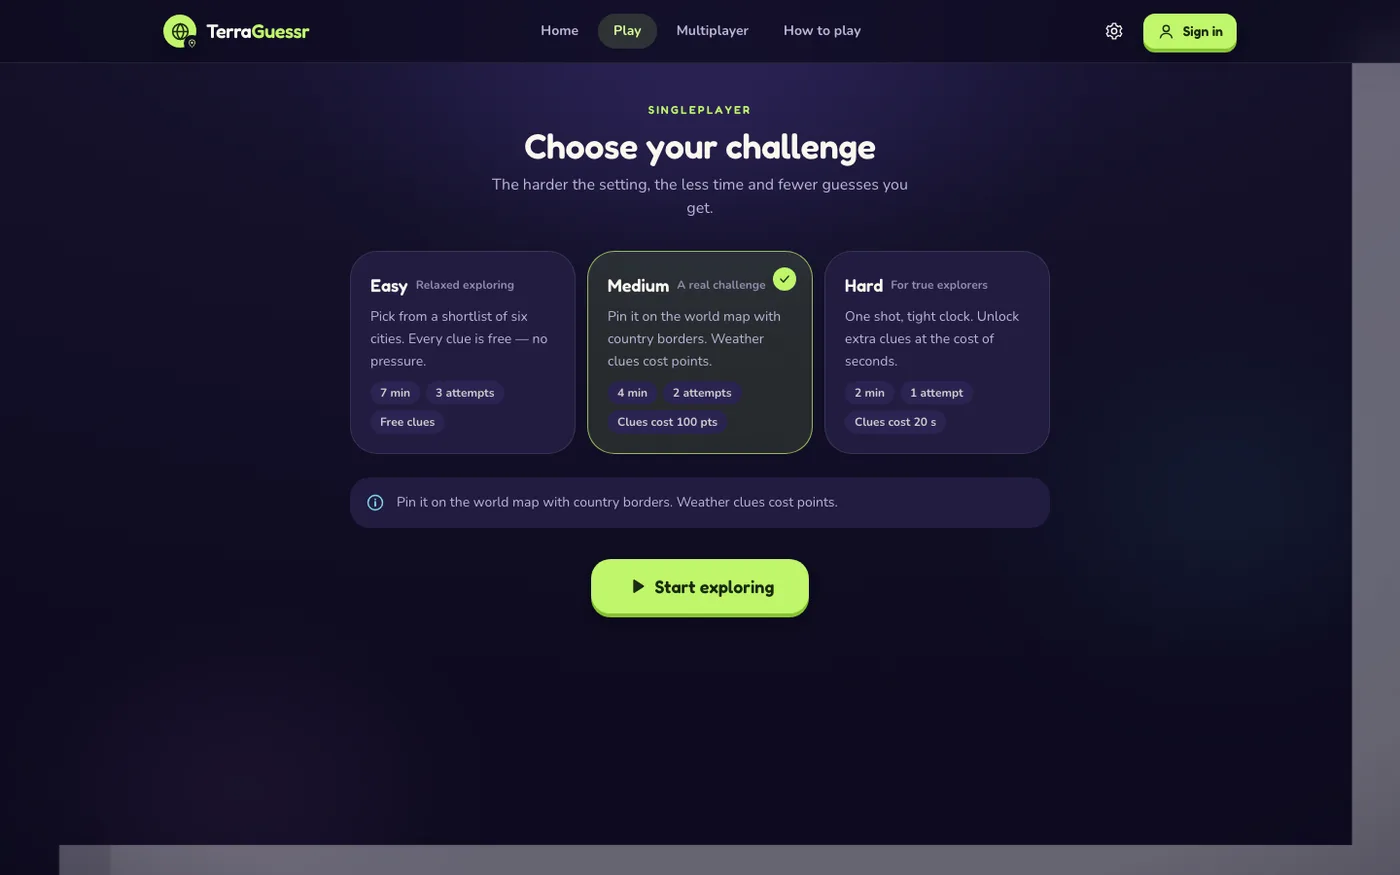 TerraGuessr
Home
Play
Multiplayer
How to play
Sign in
SINGLEPLAYER
Choose your challenge
The harder the setting, the less time and fewer guesses you
get.
Easy Relaxed exploring
Pick from a shortlist of six
cities. Every clue is free — no
pressure.
7 min
3 attempts
Free clues
Medium A real challenge
Pin it on the world map with
country borders. Weather
clues cost points.
4 min
2 attempts
Clues cost 100 pts
Hard For true explorers
One shot, tight clock. Unlock
extra clues at the cost of
seconds.
2 min
1 attempt
Clues cost 20 s
Pin it on the world map with country borders. Weather clues cost points.
Start exploring